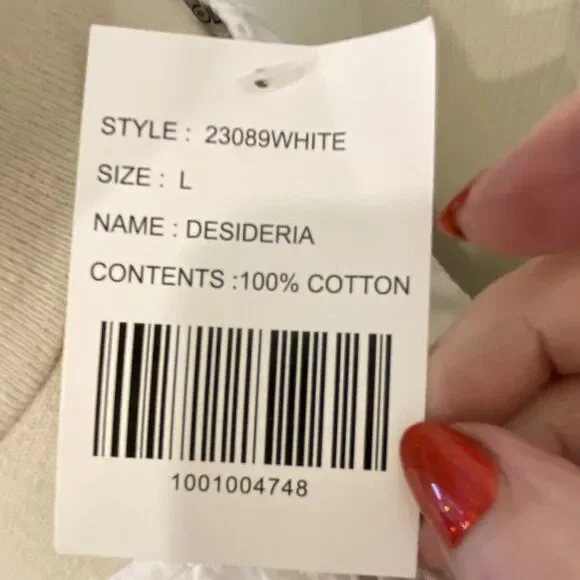 STYLE : 23089WHITE
SIZE : L
NAME : DESIDERIA
CONTENTS :100% COTTON
1001004748